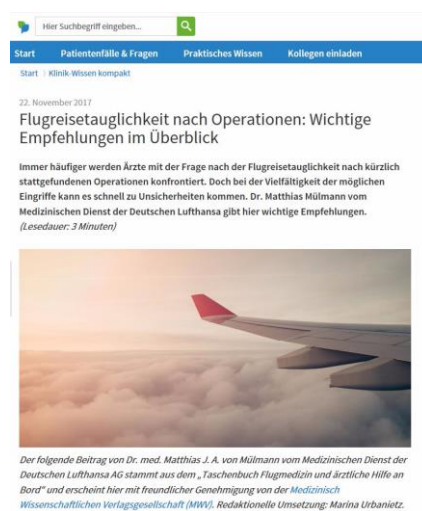 Hier Suchbegriff eingeben...
Start Patientenfälle & Fragen Praktisches Wissen Kollegen einladen
Start Klinik-Wissen kompakt
22. November 2017
Flugreisetauglichkeit nach Operationen: Wichtige
Empfehlungen im Überblick
Immer häufiger werden Ärzte mit der Frage nach der Flugreisetauglichkeit nach kürzlich
stattgefundenen Operationen konfrontiert. Doch bei der Vielfältigkeit der möglichen
Eingriffe kann es schnell zu Unsicherheiten kommen. Dr. Matthias Mülmann vom
Medizinischen Dienst der Deutschen Lufthansa gibt hier wichtige Empfehlungen.
(Lesedauer: 3 Minuten)
Der folgende Beitrag von Dr. med. Matthias J. A. von Mülmann vom Medizinischen Dienst der
Deutschen Lufthansa AG stammt aus dem „Taschenbuch Flugmedizin und ärztliche Hilfe an
Bord“ und erscheint hier mit freundlicher Genehmigung von der Medizinisch
Wissenschaftlichen Verlagsgesellschaft (MWV). Redaktionelle Umsetzung: Marina Urbanietz.